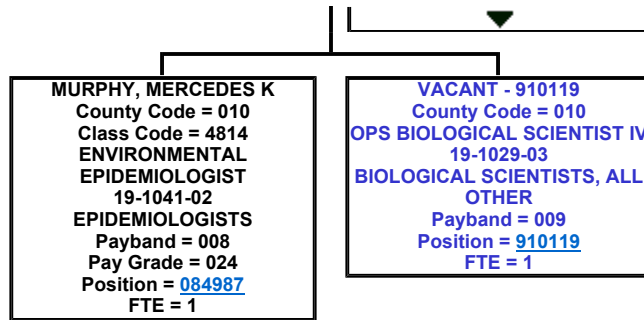 MURPHY, MERCEDES K
County Code = 010
Class Code = 4814
ENVIRONMENTAL
EPIDEMIOLOGIST
19-1041-02
EPIDEMIOLOGISTS
Payband = 008
Pay Grade = 024
Position = 084987
FTE = 1
VACANT - 910119
County Code = 010
OPS BIOLOGICAL SCIENTIST IV
19-1029-03
BIOLOGICAL SCIENTISTS, ALL
OTHER
Payband = 009
Position = 910119
FTE = 1